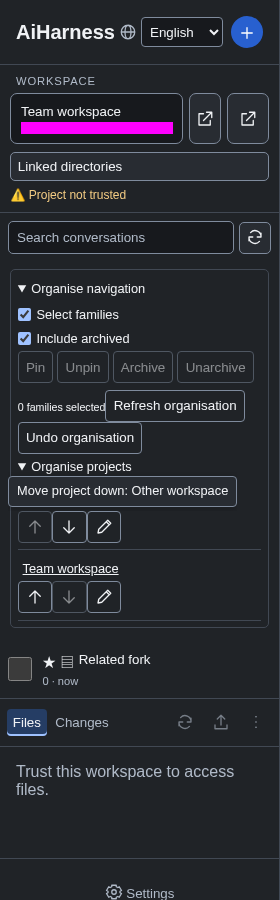 AiHarness English
WORKSPACE
Team workspace
Linked directories
⚠️ Project not trusted
Search conversations
▼ Organise navigation
Select families
Include archived
Pin Unpin Archive Unarchive
0 families selected Refresh organisation
Undo organisation
▼ Organise projects
Move project down: Other workspace
↑ ↓
Team workspace
↑ ↓
★ Related fork
0 · now
Files Changes
Trust this workspace to access
files.
Settings